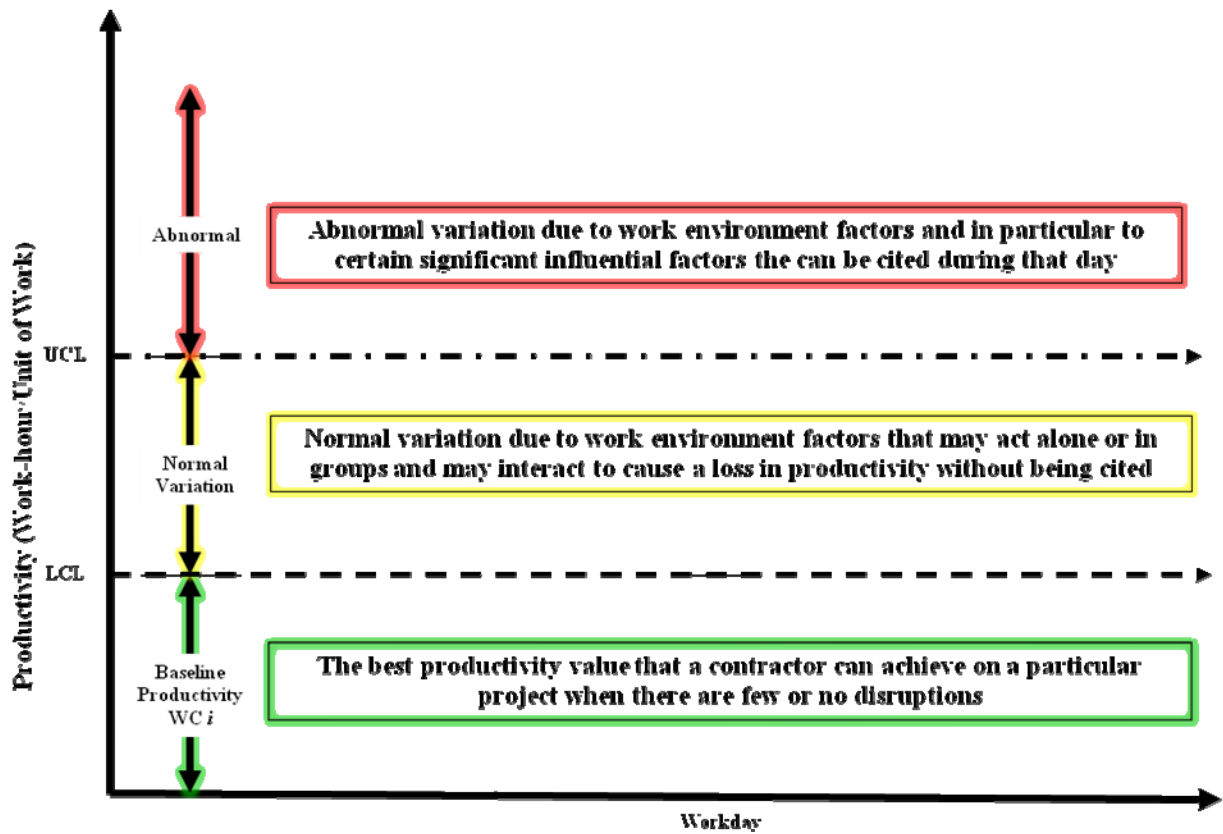 Productivity (Work-hour/Unit of Work)
Abnormal
Abnormal variation due to work environment factors and in particular to
certain significant influential factors the can be cited during that day
UCL
Normal
Variation
Normal variation due to work environment factors that may act alone or in
groups and may interact to cause a loss in productivity without being cited
LCL
Baseline
Productivity
WC i
The best productivity value that a contractor can achieve on a particular
project when there are few or no disruptions
Workday